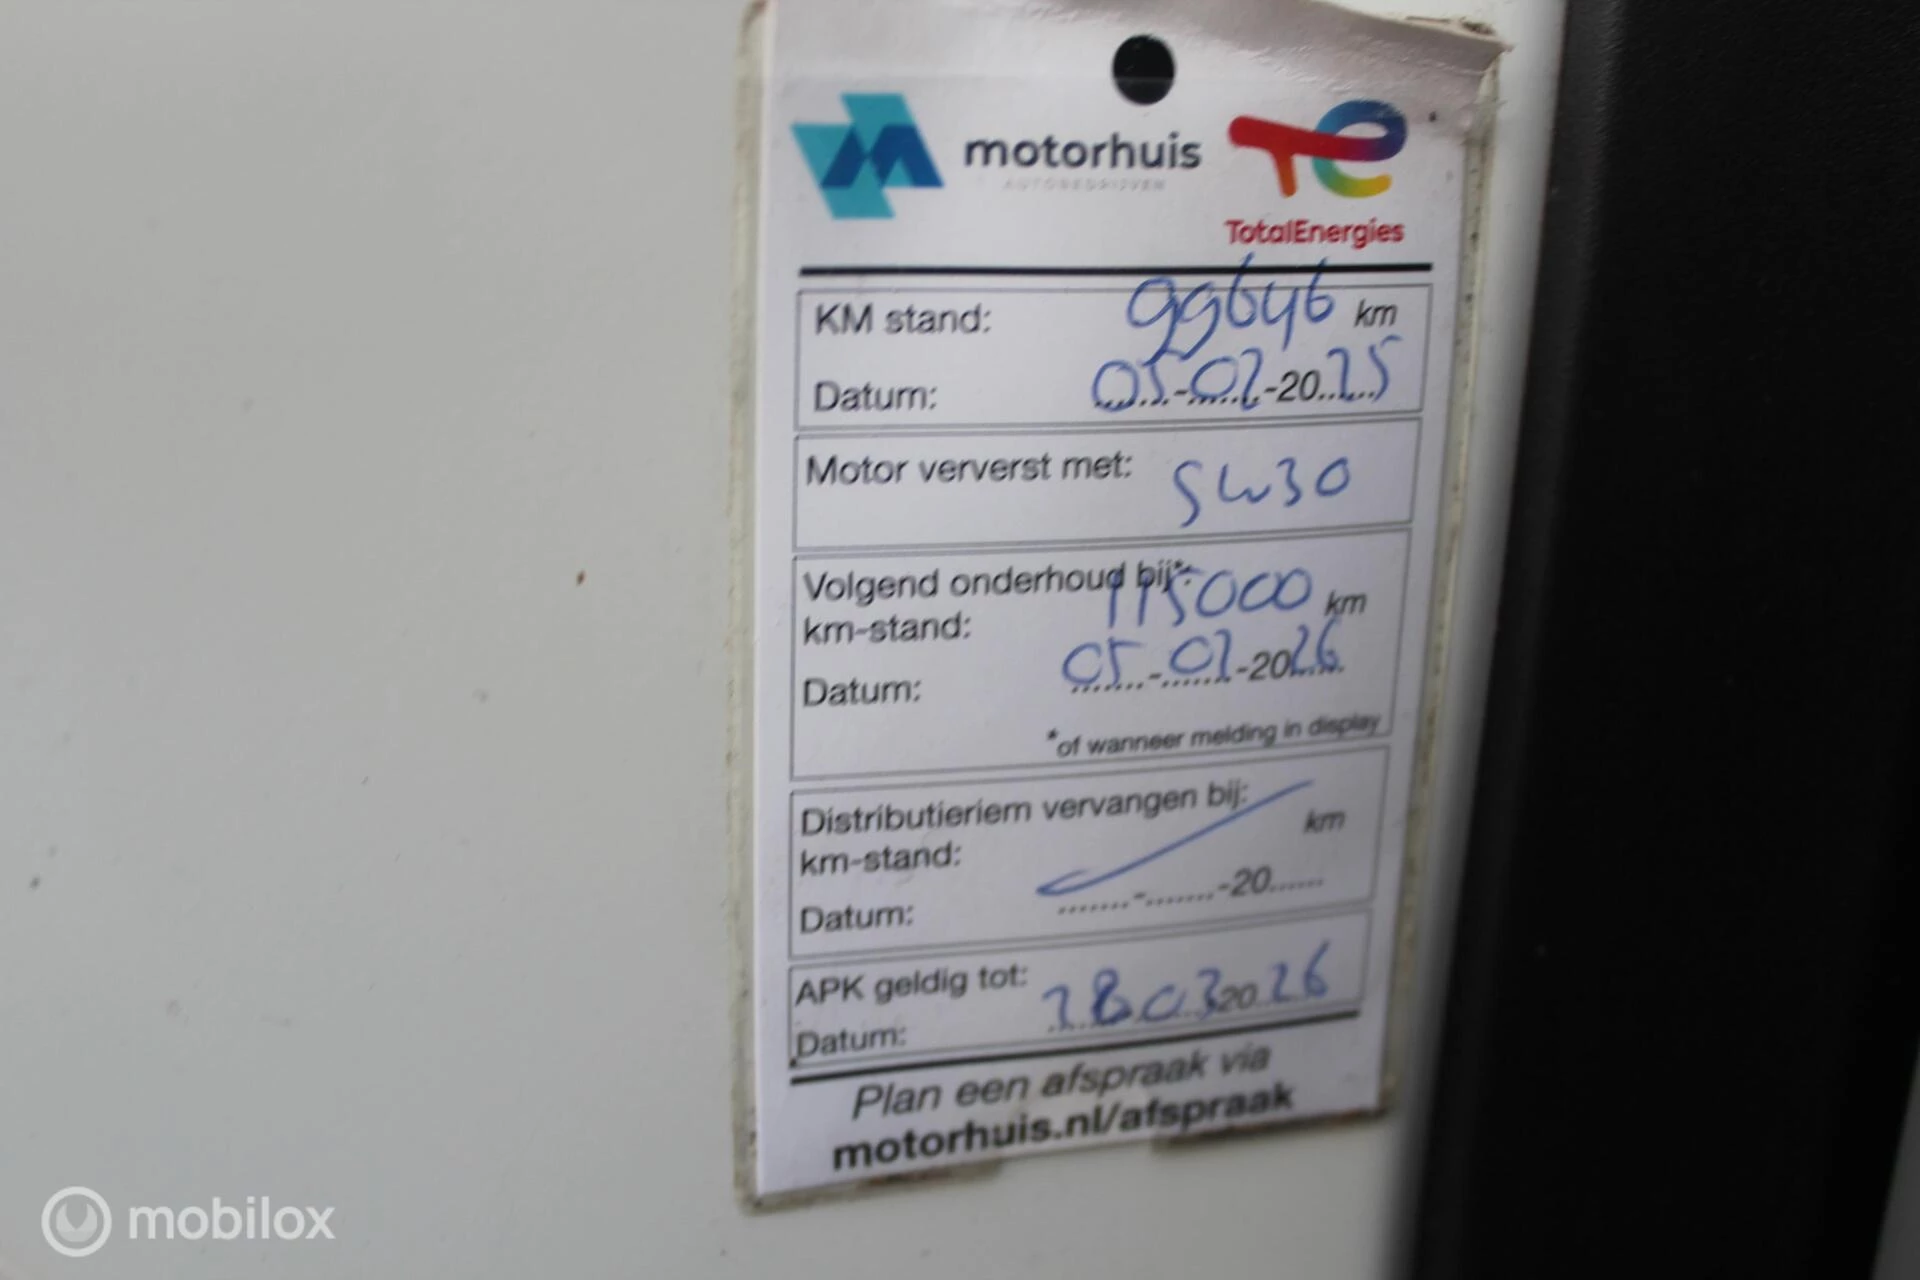 motorhuis
AUTOBEDRIJVEN
TotalEnergies
KM stand: 99646 km
Datum: 05-02-2025
Motor ververst met: 5W30
Volgend onderhoud bij*:
km-stand: 115000 km
Datum: 05-02-2026
*of wanneer melding in display
Distributieriem vervangen bij:
km-stand: km
Datum: .......-.......-20......
APK geldig tot:
Datum: 28 03 2026
Plan een afspraak via
motorhuis.nl/afspraak
mobilox